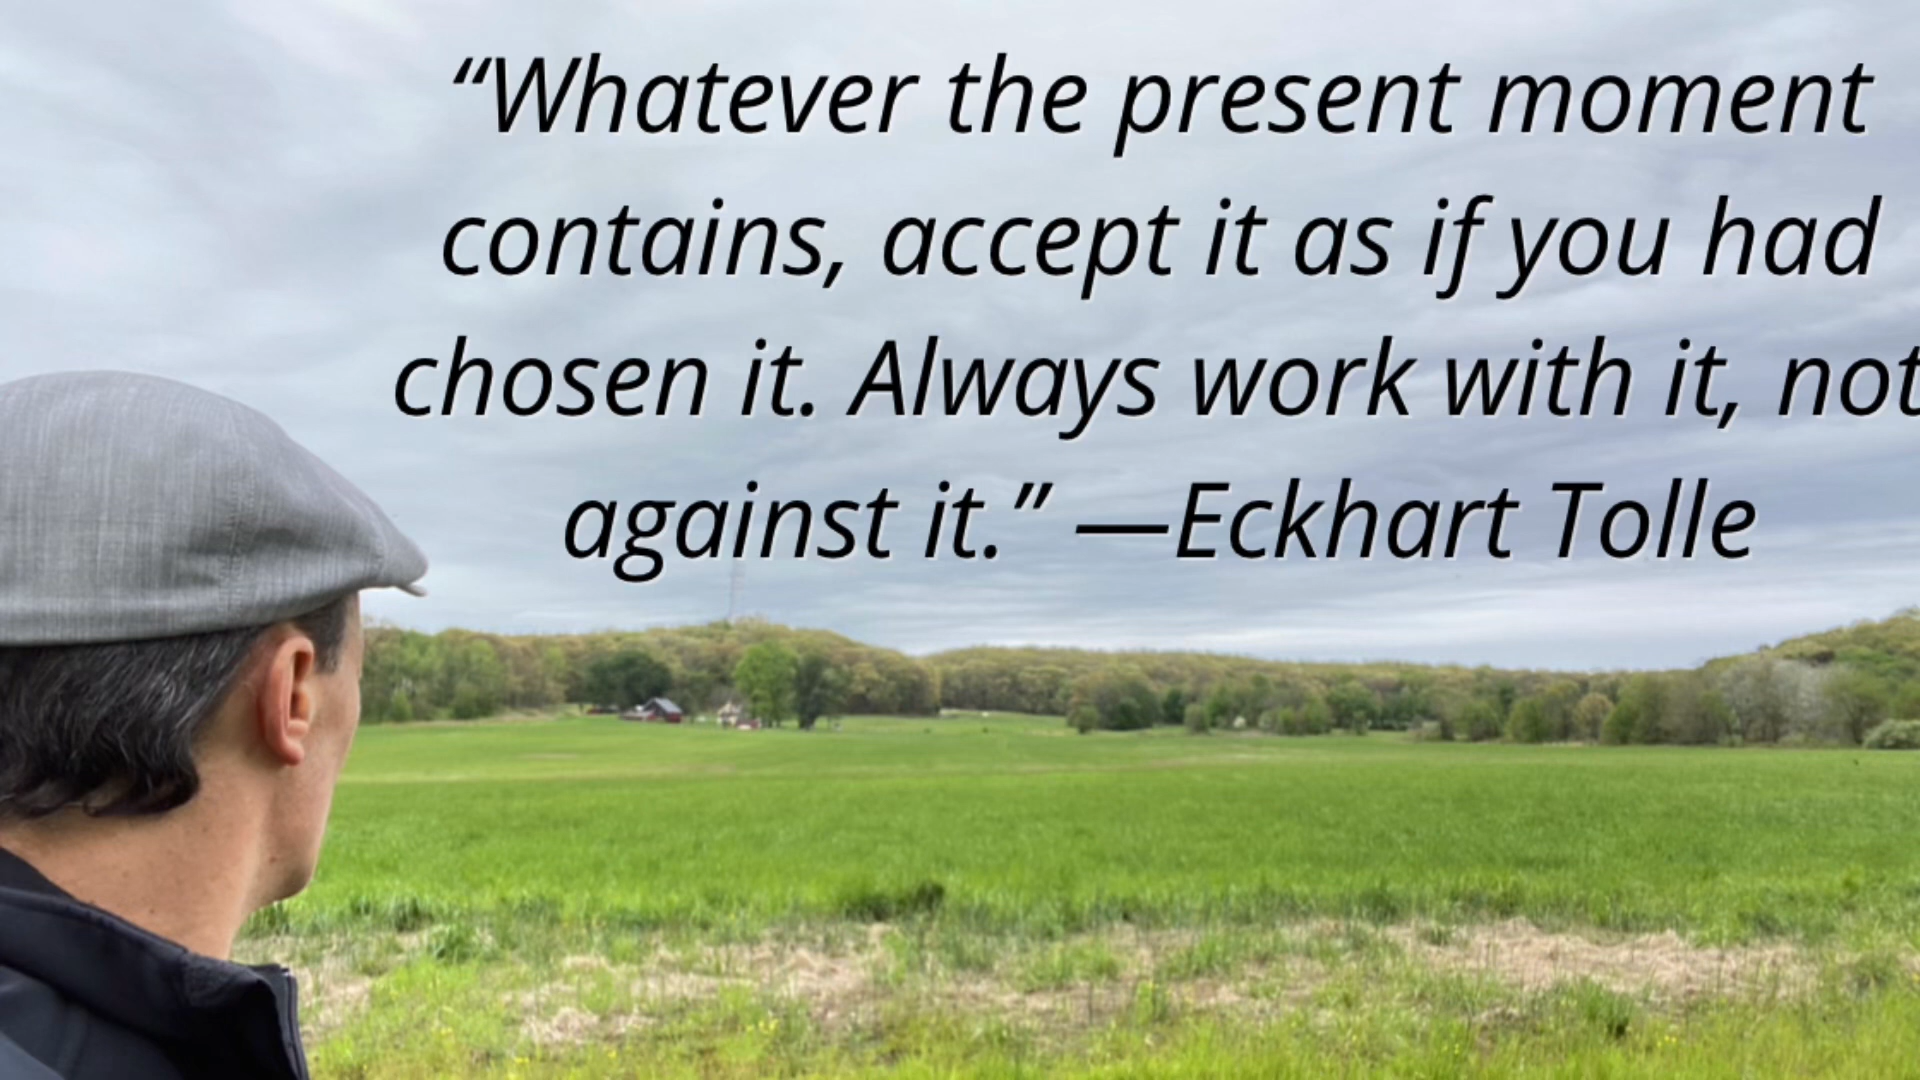 “Whatever the present moment
contains, accept it as if you had
chosen it. Always work with it, not
against it.” —Eckhart Tolle